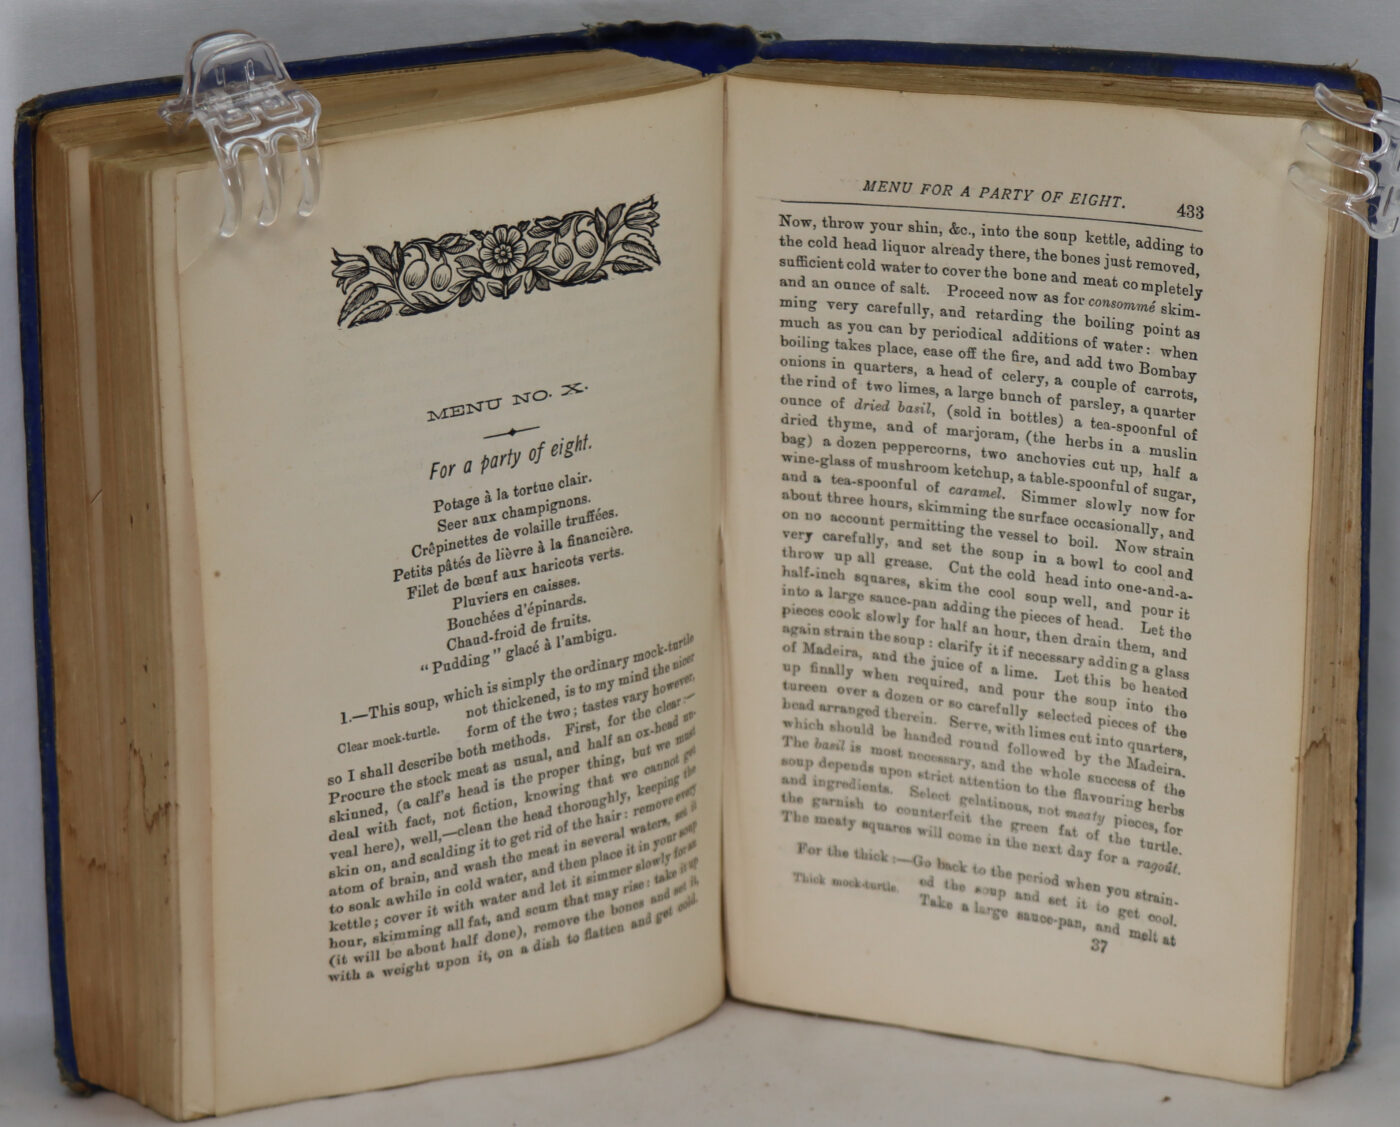 MENU NO. X.
For a party of eight.
Potage à la tortue clair.
Seer aux champignons.
Crêpinettes de volaille truffées.
Petits pâtés de lièvre à la financière.
Filet de bœuf aux haricots verts.
Pluviers en caisses.
Bouchées d'épinards.
Chaud-froid de fruits.
“Pudding” glacé à l'ambigu.
1.—This soup, which is simply the ordinary mock-turtle
not thickened, is to my mind the nicer
Clear mock-turtle.
form of the two; tastes vary however,
so I shall describe both methods. First, for the clear:—
Procure the stock meat as usual, and half an ox-head un-
skinned, (a calf's head is the proper thing, but we must
deal with fact, not fiction, knowing that we cannot get
veal here), well,—clean the head thoroughly, keeping the
skin on, and scalding it to get rid of the hair: remove every
atom of brain, and wash the meat in several waters, set it
to soak awhile in cold water, and then place it in your soup
kettle; cover it with water and let it simmer slowly for an
hour, skimming all fat, and scum that may rise: take it up
(it will be about half done), remove the bones and set it,
with a weight upon it, on a dish to flatten and get cold.
MENU FOR A PARTY OF EIGHT. 433
Now, throw your shin, &c., into the soup kettle, adding to
the cold head liquor already there, the bones just removed,
sufficient cold water to cover the bone and meat completely
and an ounce of salt. Proceed now as for consommé skim-
ming very carefully, and retarding the boiling point as
much as you can by periodical additions of water: when
boiling takes place, ease off the fire, and add two Bombay
onions in quarters, a head of celery, a couple of carrots,
the rind of two limes, a large bunch of parsley, a quarter
ounce of dried basil, (sold in bottles) a tea-spoonful of
dried thyme, and of marjoram, (the herbs in a muslin
bag) a dozen peppercorns, two anchovies cut up, half a
wine-glass of mushroom ketchup, a table-spoonful of sugar,
and a tea-spoonful of caramel. Simmer slowly now for
about three hours, skimming the surface occasionally, and
on no account permitting the vessel to boil. Now strain
very carefully, and set the soup in a bowl to cool and
throw up all grease. Cut the cold head into one-and-a-
half-inch squares, skim the cool soup well, and pour it
into a large sauce-pan adding the pieces of head. Let the
pieces cook slowly for half an hour, then drain them, and
again strain the soup: clarify it if necessary adding a glass
of Madeira, and the juice of a lime. Let this be heated
up finally when required, and pour the soup into the
tureen over a dozen or so carefully selected pieces of the
head arranged therein. Serve, with limes cut into quarters,
which should be handed round followed by the Madeira.
The basil is most necessary, and the whole success of the
soup depends upon strict attention to the flavouring herbs
and ingredients. Select gelatinous, not meaty pieces, for
the garnish to counterfeit the green fat of the turtle.
The meaty squares will come in the next day for a ragoût.
For the thick:—Go back to the period when you strain-
Thick mock-turtle.
ed the soup and set it to get cool.
Take a large sauce-pan, and melt at
37